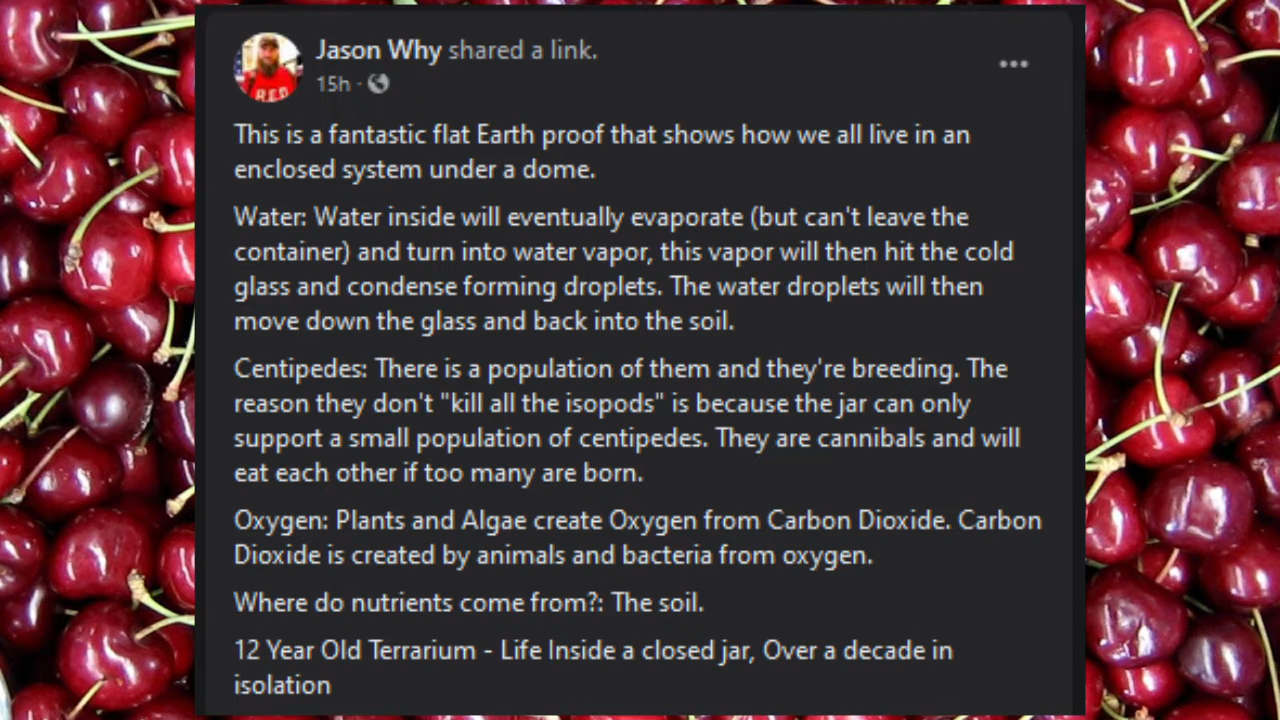 Jason Why shared a link.
15h ·
This is a fantastic flat Earth proof that shows how we all live in an
enclosed system under a dome.
Water: Water inside will eventually evaporate (but can't leave the
container) and turn into water vapor, this vapor will then hit the cold
glass and condense forming droplets. The water droplets will then
move down the glass and back into the soil.
Centipedes: There is a population of them and they're breeding. The
reason they don't "kill all the isopods" is because the jar can only
support a small population of centipedes. They are cannibals and will
eat each other if too many are born.
Oxygen: Plants and Algae create Oxygen from Carbon Dioxide. Carbon
Dioxide is created by animals and bacteria from oxygen.
Where do nutrients come from?: The soil.
12 Year Old Terrarium - Life Inside a closed jar, Over a decade in
isolation
RED